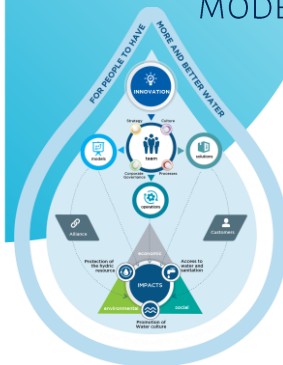 MODE
FOR PEOPLE TO HAVE
MORE AND BETTER WATER
INNOVATION
Strategy
Culture
models
team
solutions
Corporate
Governance
Processes
operations
Alliance
Customers
economic
Protection of
the hydric
resource
Access to
water and
sanitation
IMPACTS
environmental
social
Promotion of
Water culture